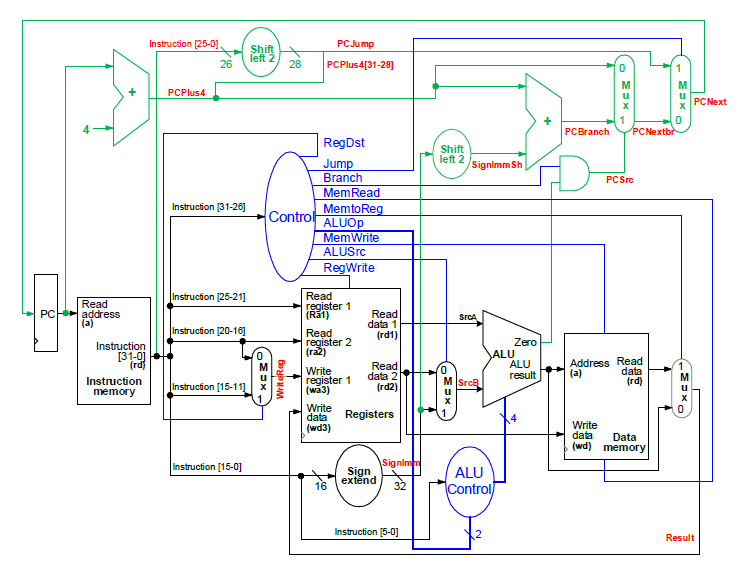 Instruction [25-0]
26
Shift
left 2
28
PCJump
PCPlus4[31-28]
PCPlus4
+
4
0
M
u
x
1
1
M
u
x
0
PCNext
+
PCBranch
PCNextbr
Shift
left 2
SignImmSh
PCSrc
RegDst
Jump
Branch
MemRead
MemtoReg
ALUOp
MemWrite
ALUSrc
RegWrite
Control
Instruction [31-26]
PC
Read
address
(a)
Instruction
[31-0]
(rd)
Instruction
memory
Instruction [25-21]
Instruction [20-16]
Instruction [15-11]
0
M
u
x
1
WriteReg
Read
register 1
(Ra1)
Read
register 2
(ra2)
Write
register 1
(wa3)
Write
data
(wd3)
Read
data 1
(rd1)
Read
data 2
(rd2)
Registers
SrcA
0
M
u
x
1
SrcB
Zero
ALU
ALU
result
4
Address
(a)
Read
data
(rd)
Write
data
(wd)
Data
memory
1
M
u
x
0
Instruction [15-0]
16
Sign
extend
SignImm
32
ALU
Control
Instruction [5-0]
2
Result